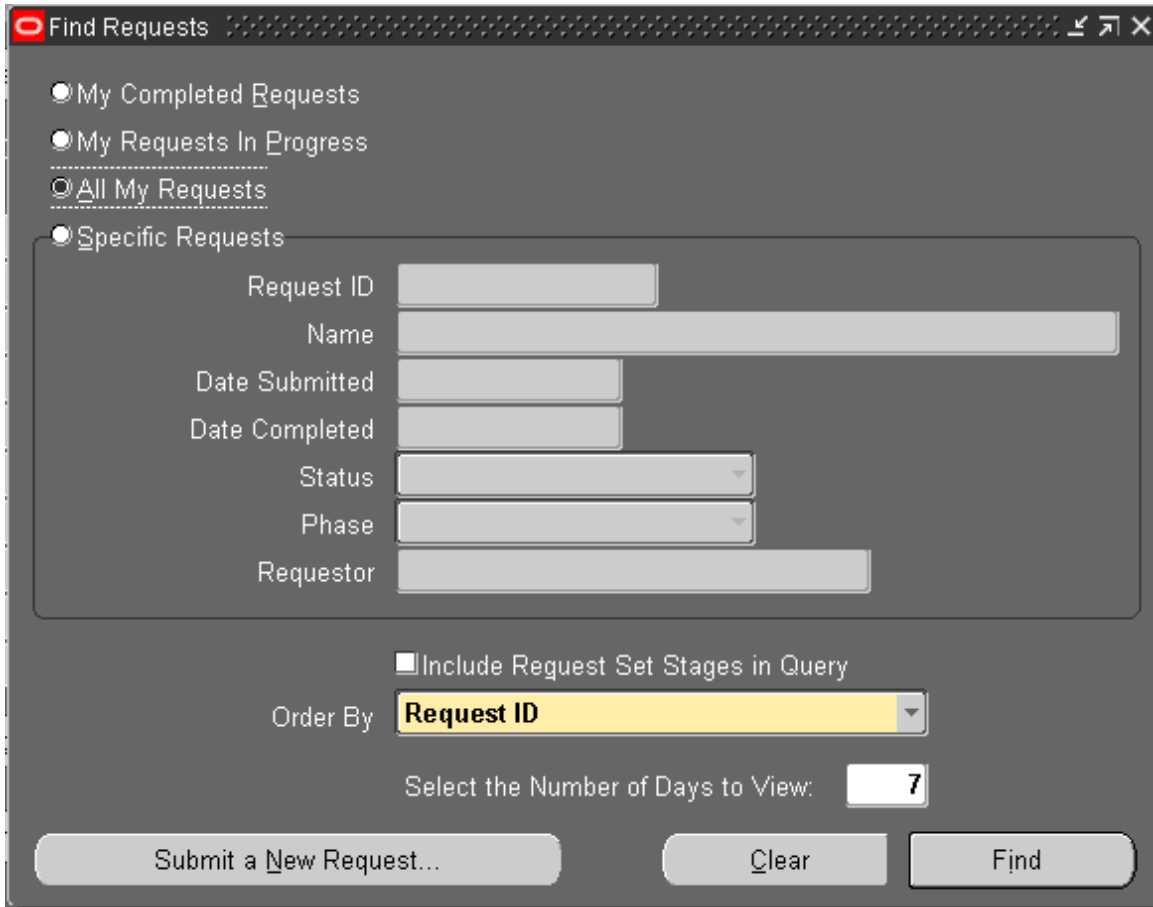 Find Requests
My Completed Requests
My Requests In Progress
All My Requests
Specific Requests
Request ID
Name
Date Submitted
Date Completed
Status
Phase
Requestor
Include Request Set Stages in Query
Order By Request ID
Select the Number of Days to View: 7
Submit a New Request... Clear Find